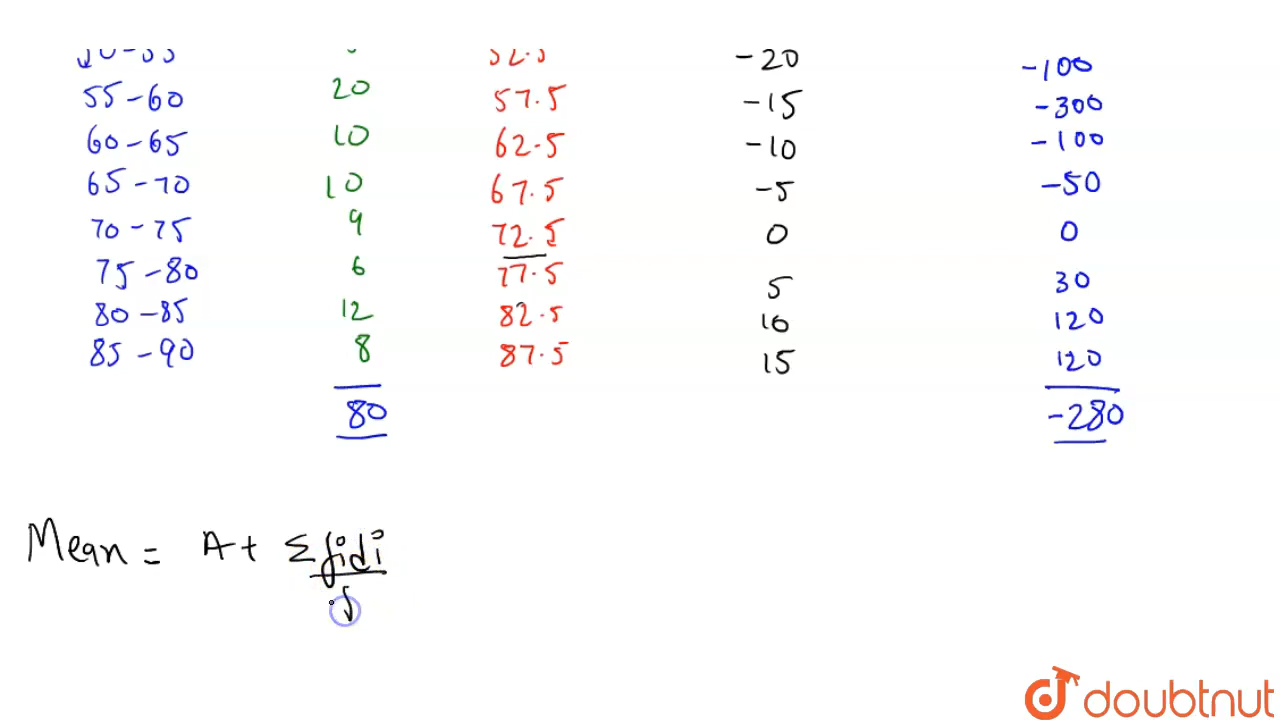 -20 -100
55-60 20 57.5 -15 -300
60-65 10 62.5 -10 -100
65-70 10 67.5 -5 -50
70-75 9 72.5 0 0
75-80 6 77.5 5 30
80-85 12 82.5 10 120
85-90 8 87.5 15 120
80 -280
Mean = A+ Σfidi
f
doubtnut